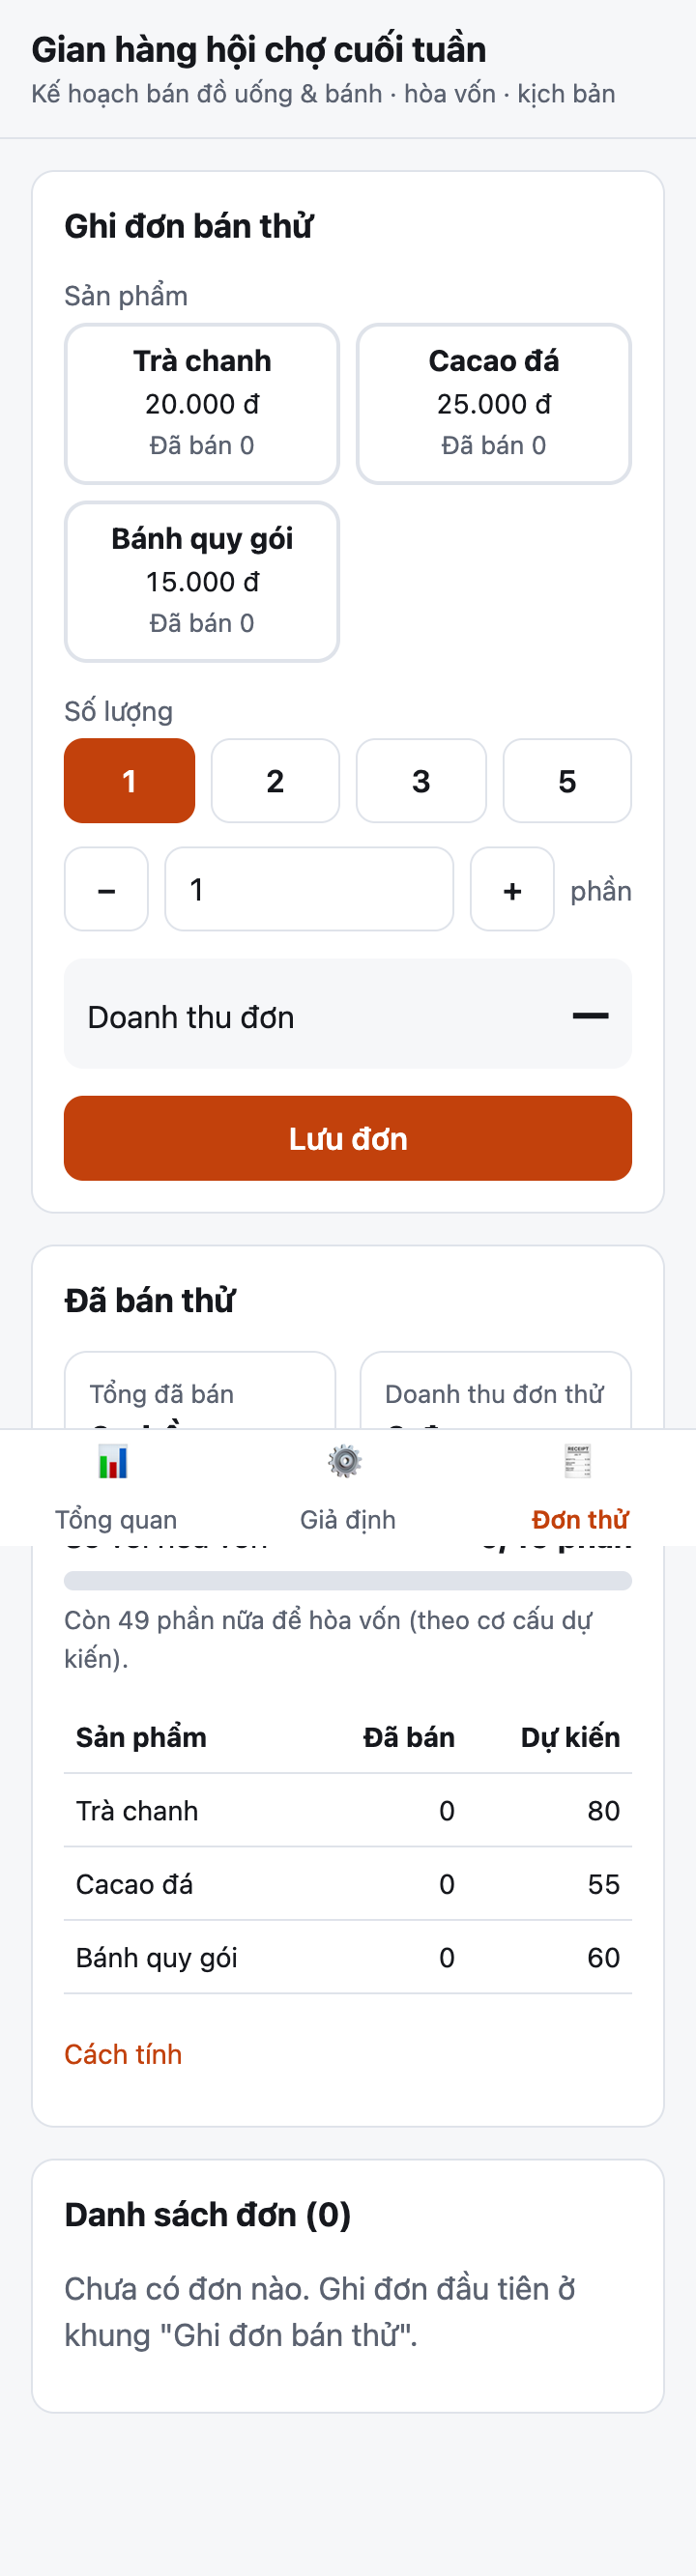 Gian hàng hội chợ cuối tuần
Kế hoạch bán đồ uống & bánh · hòa vốn · kịch bản
Ghi đơn bán thử
Sản phẩm
Trà chanh
20.000 đ
Đã bán 0
Cacao đá
25.000 đ
Đã bán 0
Bánh quy gói
15.000 đ
Đã bán 0
Số lượng
1
2
3
5
−
1
+
phần
Doanh thu đơn
—
Lưu đơn
Đã bán thử
Tổng đã bán
Doanh thu đơn thử
Tổng quan
Giả định
Đơn thử
Còn 49 phần nữa để hòa vốn (theo cơ cấu dự
kiến).
Sản phẩm Đã bán Dự kiến
Trà chanh 0 80
Cacao đá 0 55
Bánh quy gói 0 60
Cách tính
Danh sách đơn (0)
Chưa có đơn nào. Ghi đơn đầu tiên ở
khung "Ghi đơn bán thử".